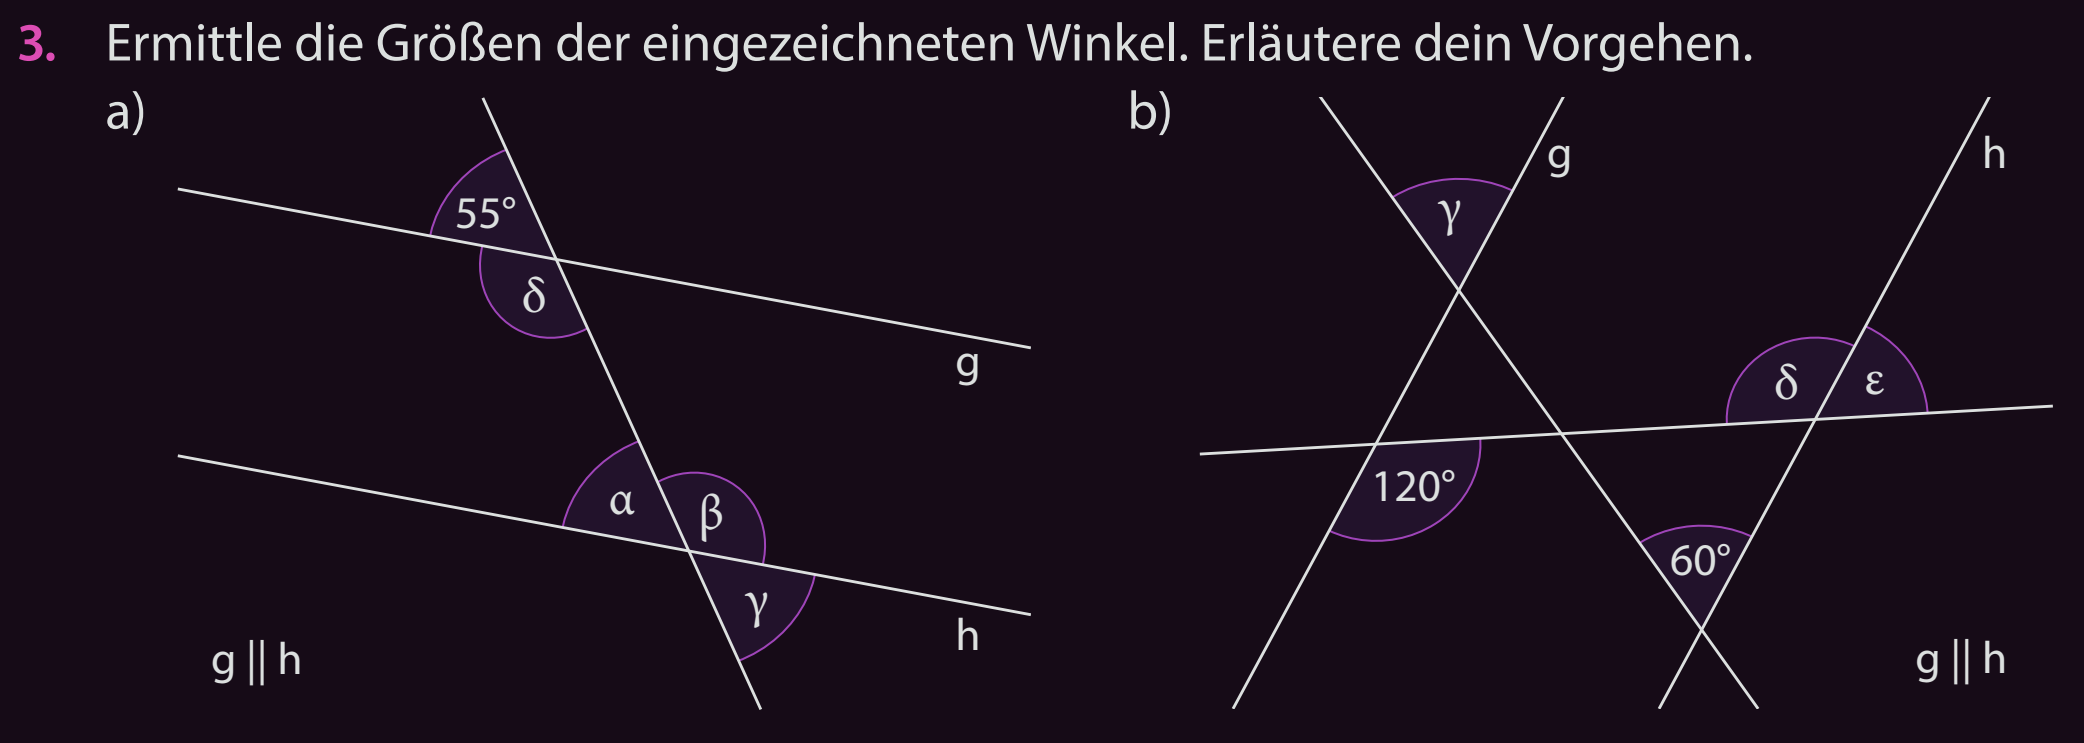 3. Ermittle die Größen der eingezeichneten Winkel. Erläutere dein Vorgehen.
a)
55°
δ
g
α
β
γ
h
g || h
b)
g
h
γ
δ
ε
120°
60°
g || h